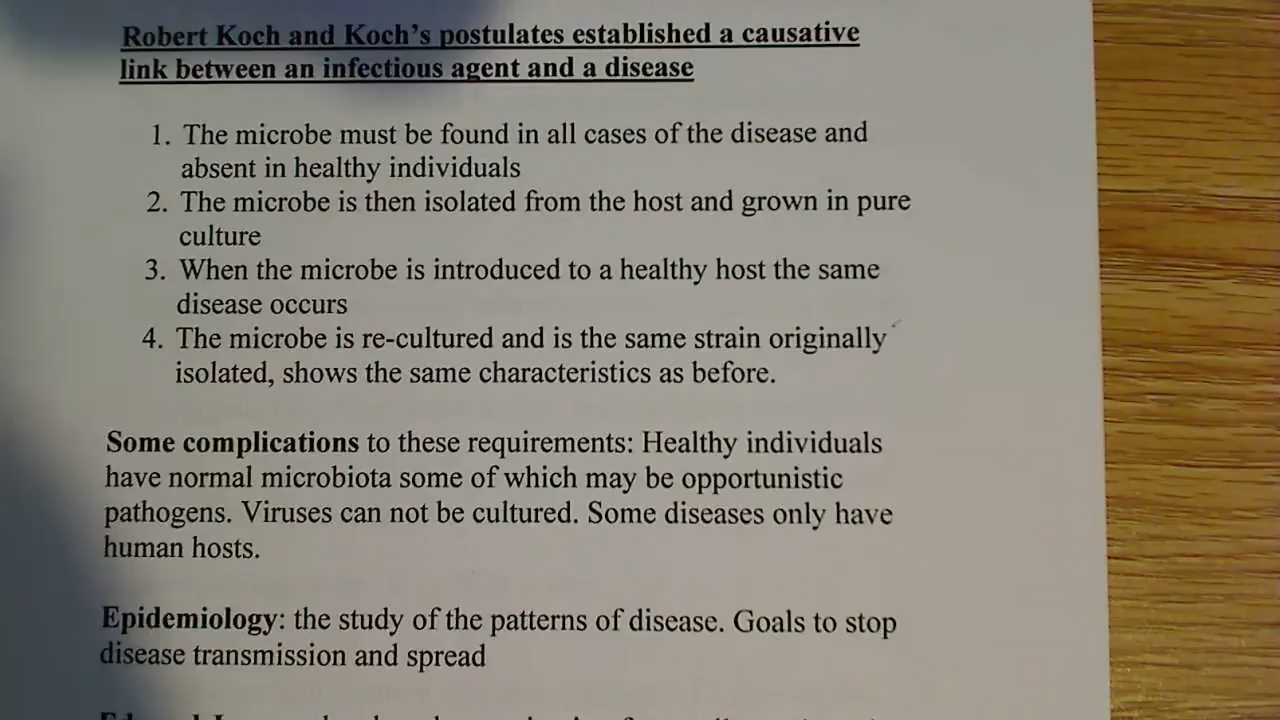 Robert Koch and Koch's postulates established a causative
link between an infectious agent and a disease
1. The microbe must be found in all cases of the disease and
absent in healthy individuals
2. The microbe is then isolated from the host and grown in pure
culture
3. When the microbe is introduced to a healthy host the same
disease occurs
4. The microbe is re-cultured and is the same strain originally
isolated, shows the same characteristics as before.
Some complications to these requirements: Healthy individuals
have normal microbiota some of which may be opportunistic
pathogens. Viruses can not be cultured. Some diseases only have
human hosts.
Epidemiology: the study of the patterns of disease. Goals to stop
disease transmission and spread